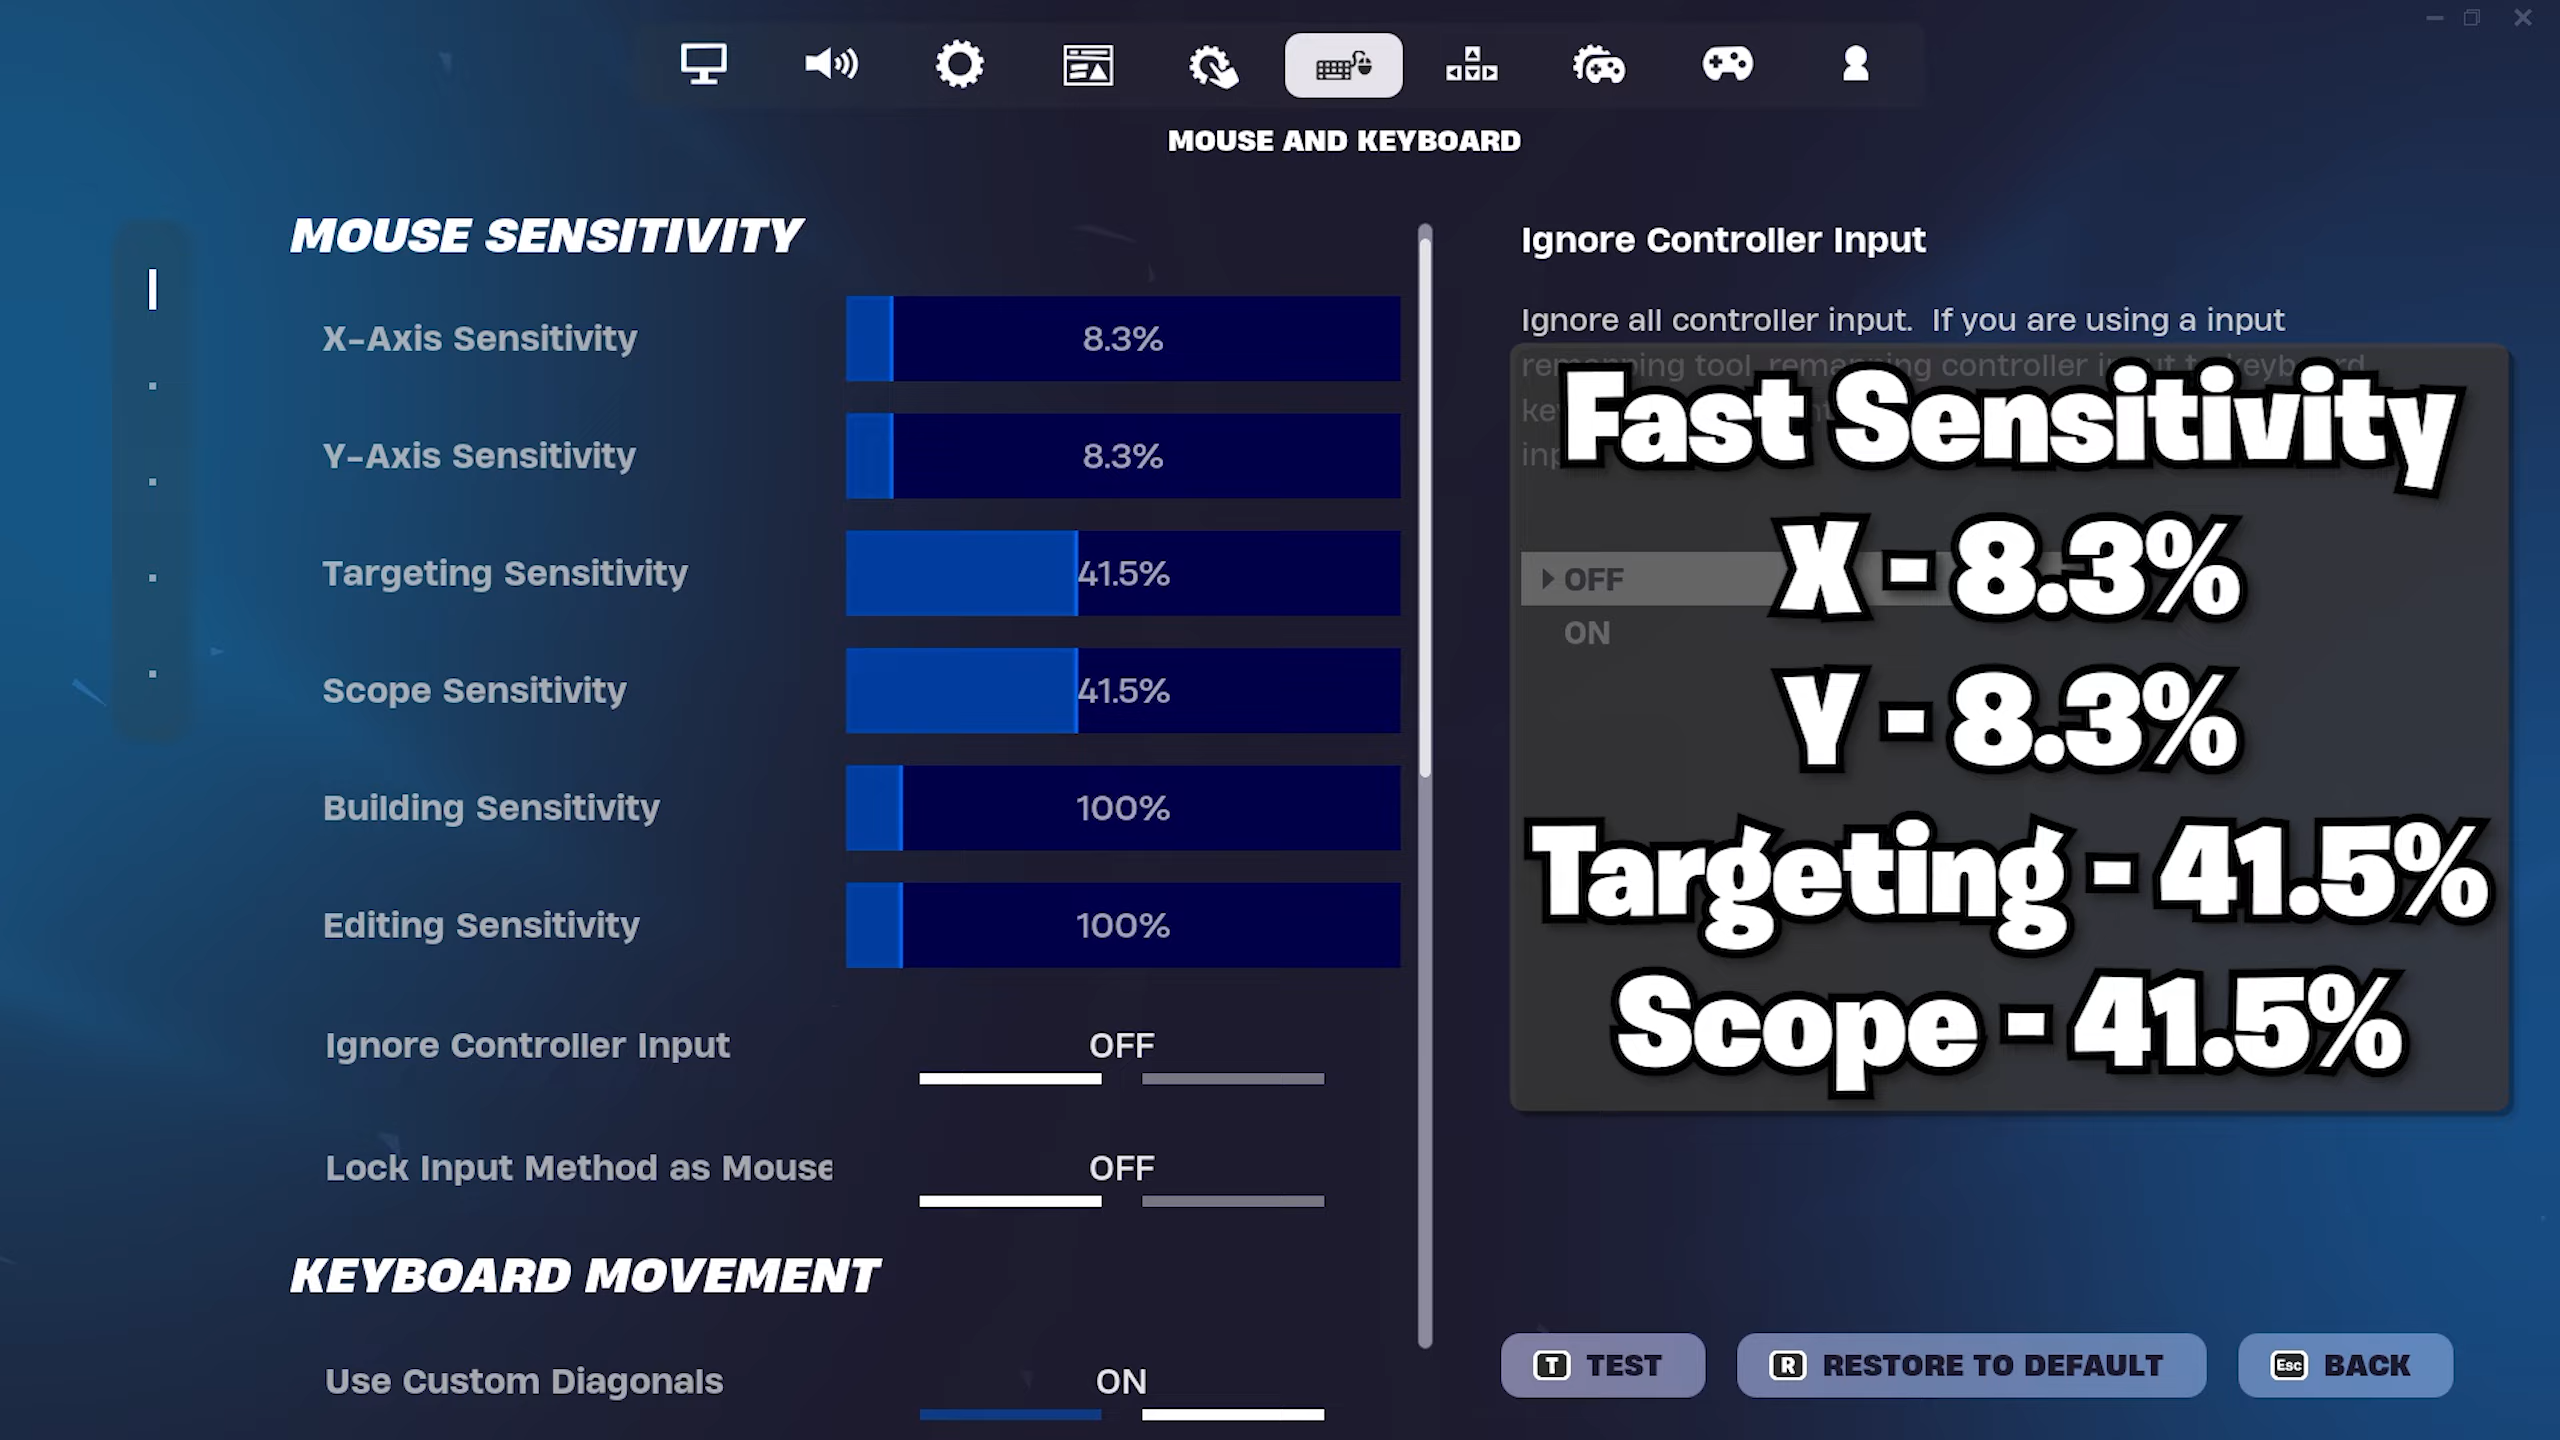 MOUSE AND KEYBOARD
MOUSE SENSITIVITY
X-Axis Sensitivity 8.3%
Y-Axis Sensitivity 8.3%
Targeting Sensitivity 41.5%
Scope Sensitivity 41.5%
Building Sensitivity 100%
Editing Sensitivity 100%
Ignore Controller Input OFF
Lock Input Method as Mouse OFF
KEYBOARD MOVEMENT
Use Custom Diagonals ON
Ignore Controller Input
Ignore all controller input. If you are using a input
tool, controller
OFF
ON
Fast Sensitivity
X - 8.3%
Y - 8.3%
Targeting - 41.5%
Scope - 41.5%
T TEST
R RESTORE TO DEFAULT
Esc BACK